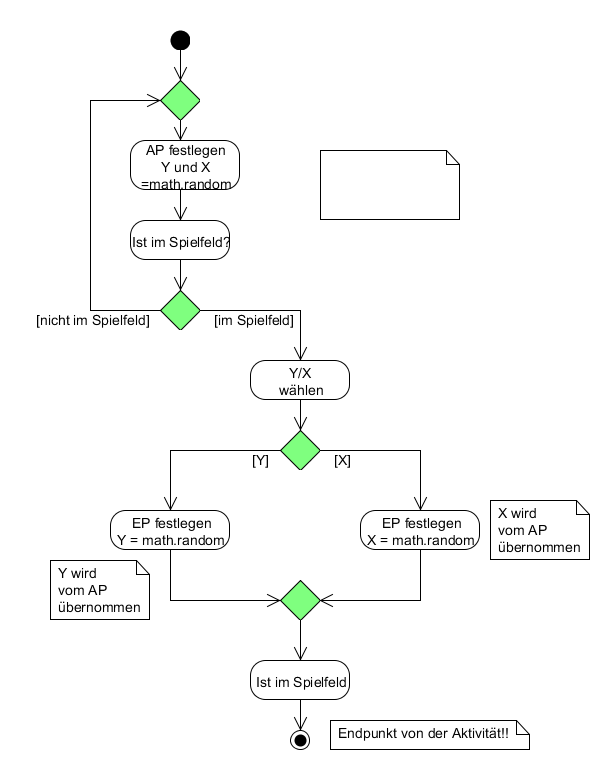 AP festlegen
Y und X
=math.random
Ist im Spielfeld?
[nicht im Spielfeld]
[im Spielfeld]
Y/X
wählen
[Y]
[X]
EP festlegen
Y = math.random
EP festlegen
X = math.random
X wird
vom AP
übernommen
Y wird
vom AP
übernommen
Ist im Spielfeld
Endpunkt von der Aktivität!!